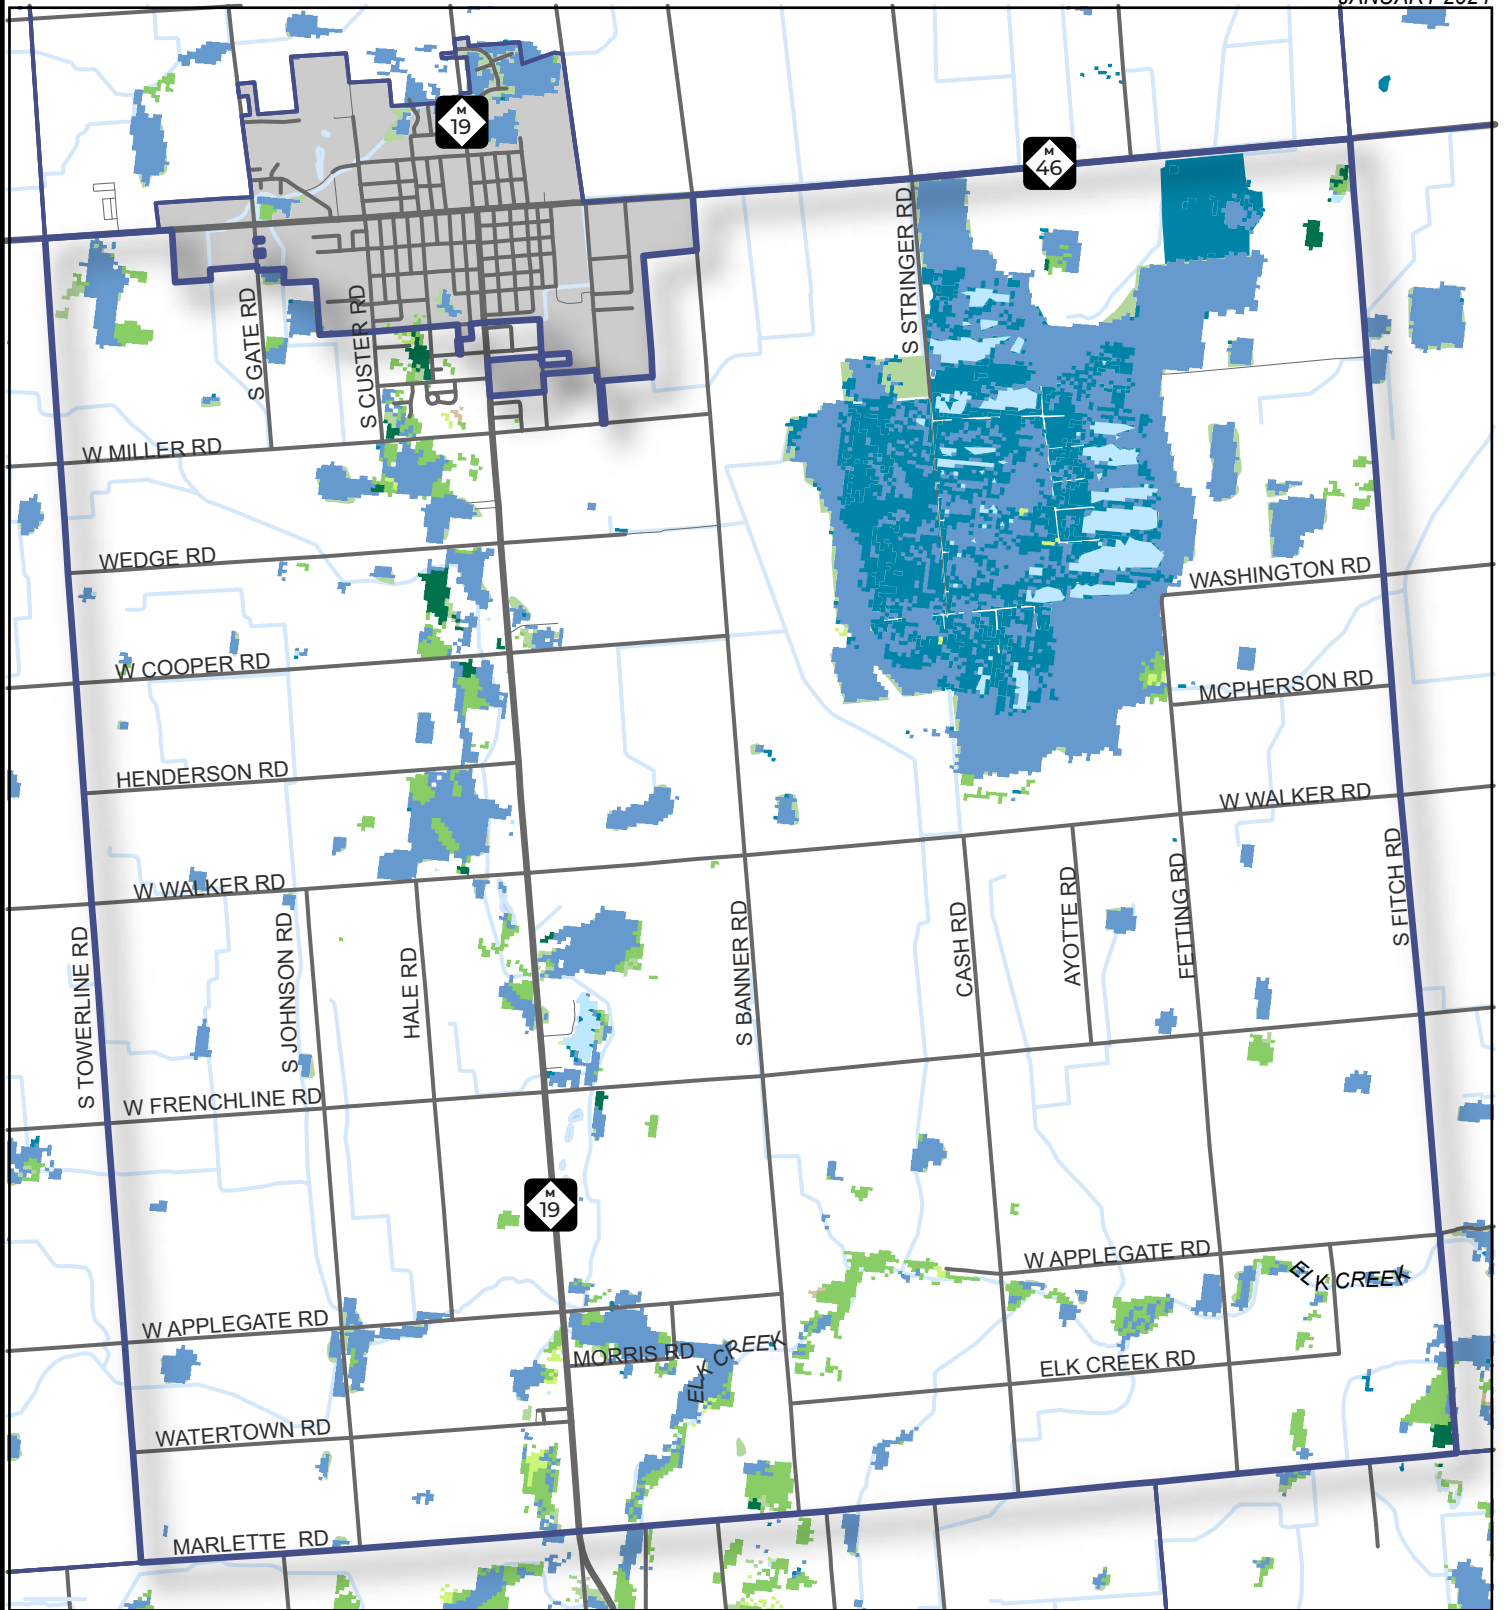 JANUARY 2021
M
19
M
46
S STRINGER RD
S GATE RD
S CUSTER RD
W MILLER RD
WEDGE RD
WASHINGTON RD
W COOPER RD
MCPHERSON RD
HENDERSON RD
W WALKER RD
W WALKER RD
S TOWERLINE RD
S JOHNSON RD
HALE RD
S BANNER RD
CASH RD
AYOTTE RD
FETTING RD
S FITCH RD
W FRENCHLINE RD
M
19
W APPLEGATE RD
ELK CREEK
W APPLEGATE RD
MORRIS RD
ELK CREEK
ELK CREEK RD
WATERTOWN RD
MARLETTE RD